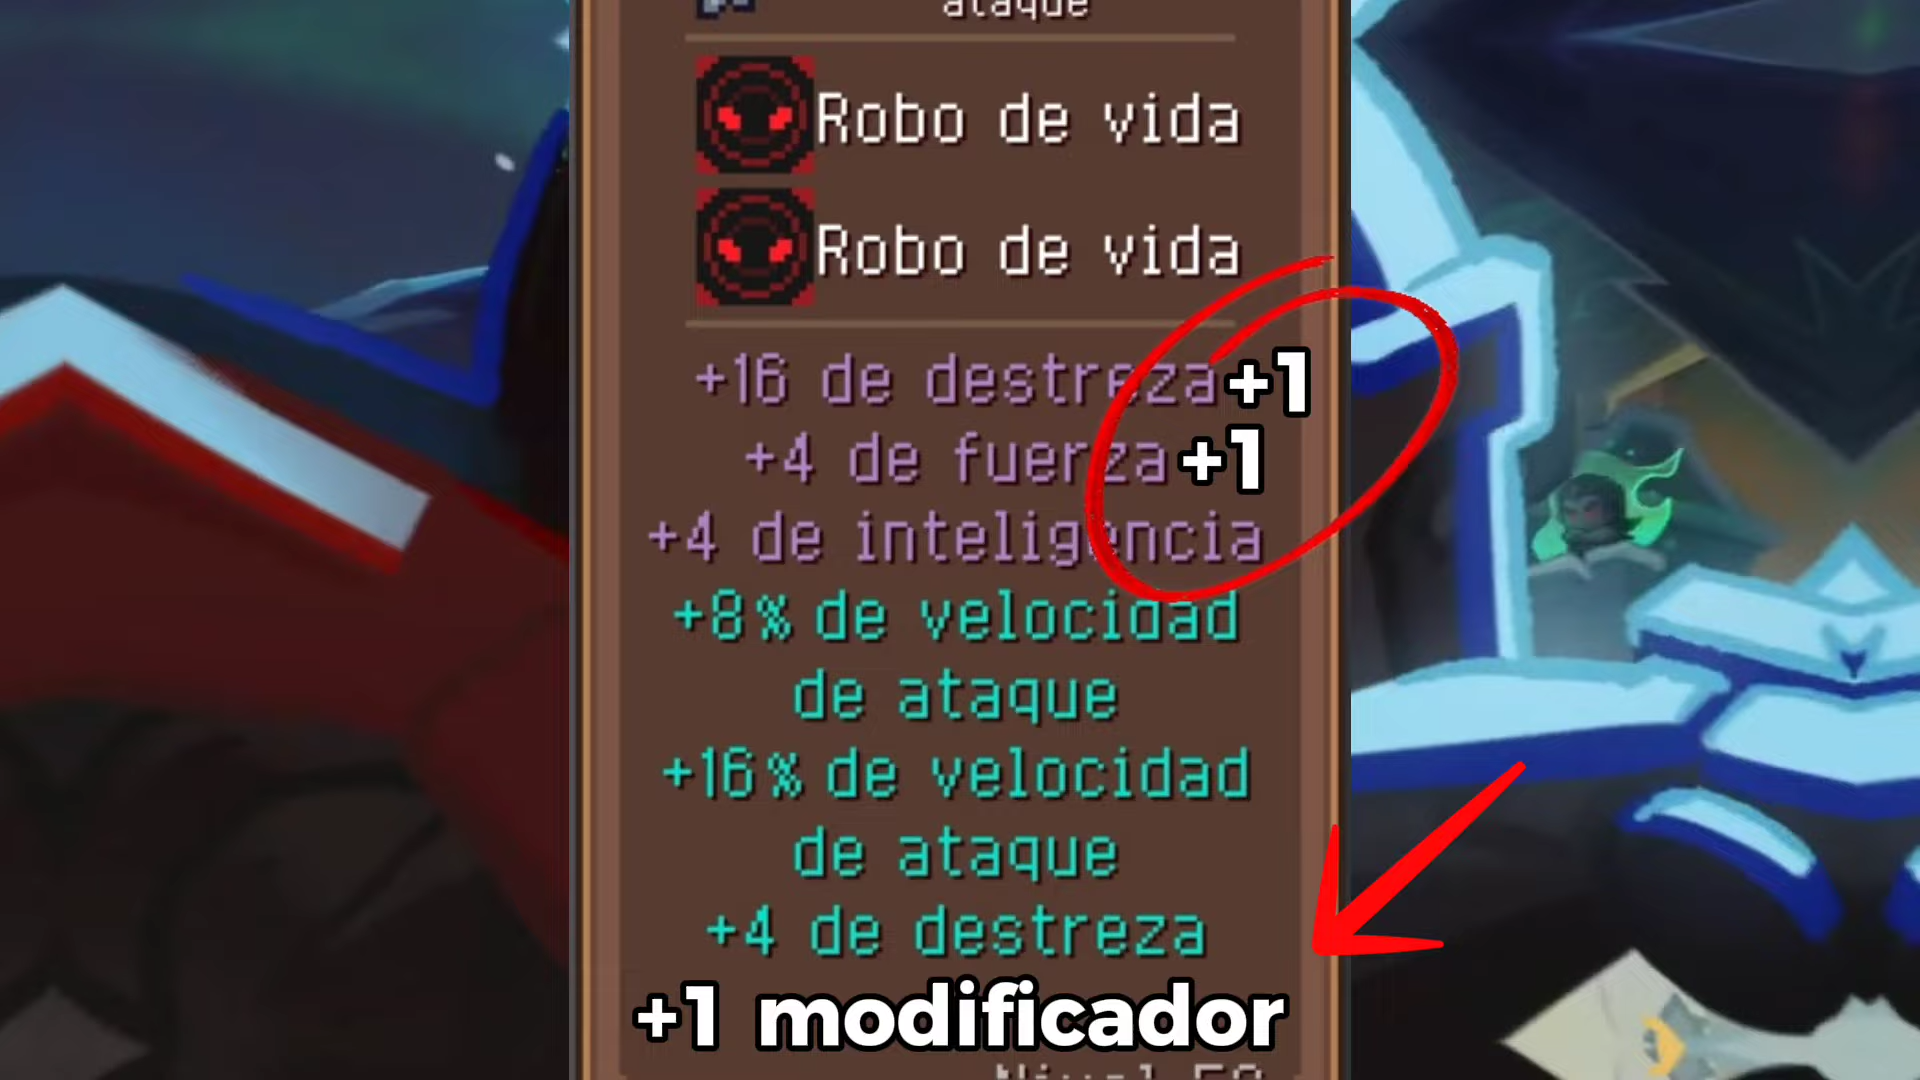 ataque
Robo de vida
Robo de vida
+16 de destreza +1
+4 de fuerza +1
+4 de inteligencia
+8% de velocidad
de ataque
+16% de velocidad
de ataque
+4 de destreza
+1 modificador